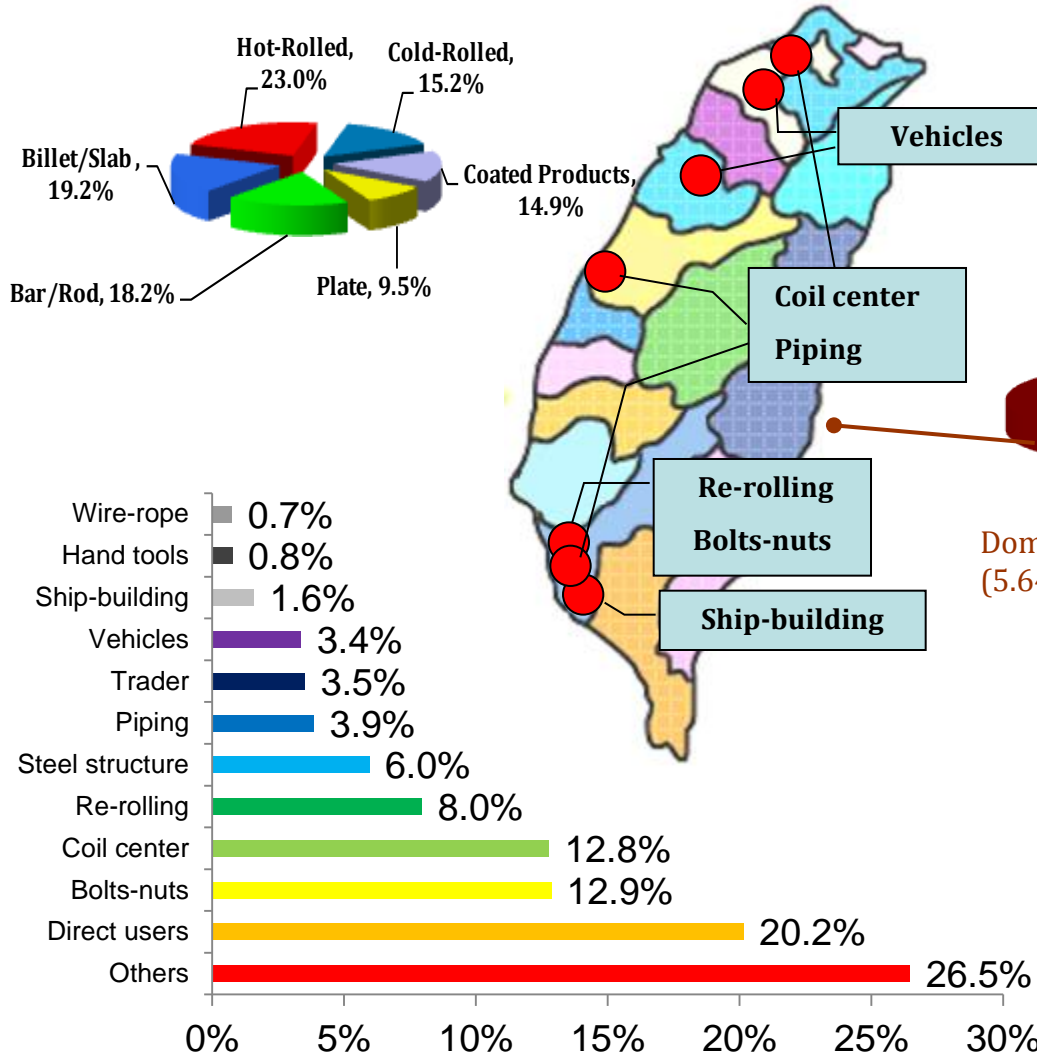 Hot-Rolled,
23.0%
Cold-Rolled,
15.2%
Billet/Slab ,
19.2%
Coated Products,
14.9%
Bar/Rod, 18.2%
Plate, 9.5%
Vehicles
Coil center
Piping
Re-rolling
Bolts-nuts
Ship-building
Dom
(5.64
Wire-rope 0.7%
Hand tools 0.8%
Ship-building 1.6%
Vehicles 3.4%
Trader 3.5%
Piping 3.9%
Steel structure 6.0%
Re-rolling 8.0%
Coil center 12.8%
Bolts-nuts 12.9%
Direct users 20.2%
Others 26.5%
0% 5% 10% 15% 20% 25% 30%